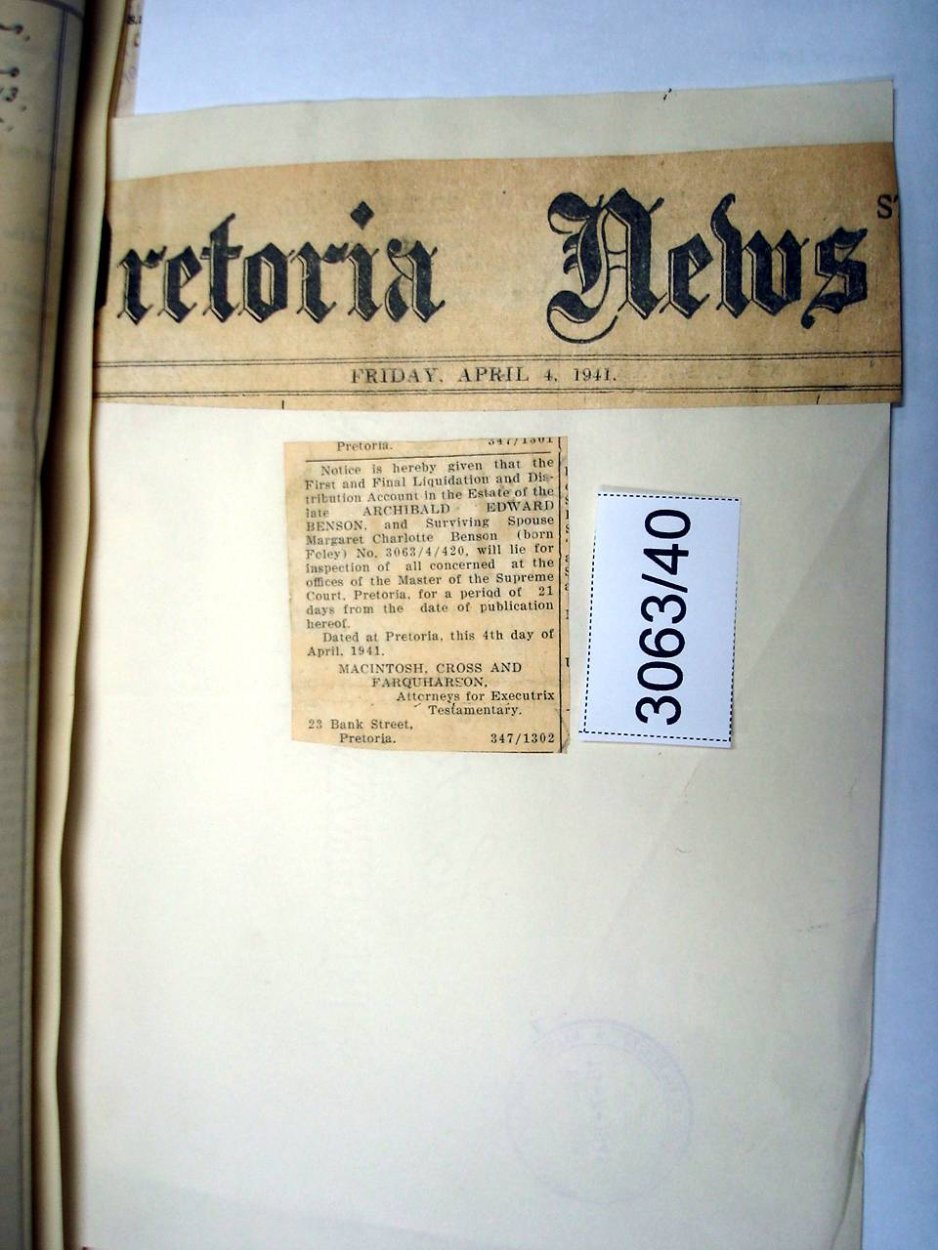 Pretoria News
FRIDAY, APRIL 4, 1941.
Pretoria. 347/1301
Notice is hereby given that the
First and Final Liquidation and Dis-
tribution Account in the Estate of the
late ARCHIBALD EDWARD
BENSON, and Surviving Spouse
Margaret Charlotte Benson (born
Foley) No. 3063/4/420, will lie for
inspection of all concerned at the
offices of the Master of the Supreme
Court, Pretoria, for a period of 21
days from the date of publication
hereof.
Dated at Pretoria, this 4th day of
April, 1941.
MACINTOSH, CROSS AND
FARQUHARSON,
Attorneys for Executrix
Testamentary.
23 Bank Street,
Pretoria. 347/1302
3063/40